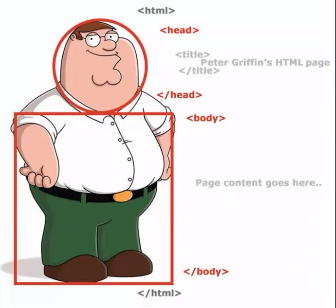 <html>
<head>
<title>
Peter Griffin's HTML page
</title>
</head>
<body>
Page content goes here..
</body>
</html>